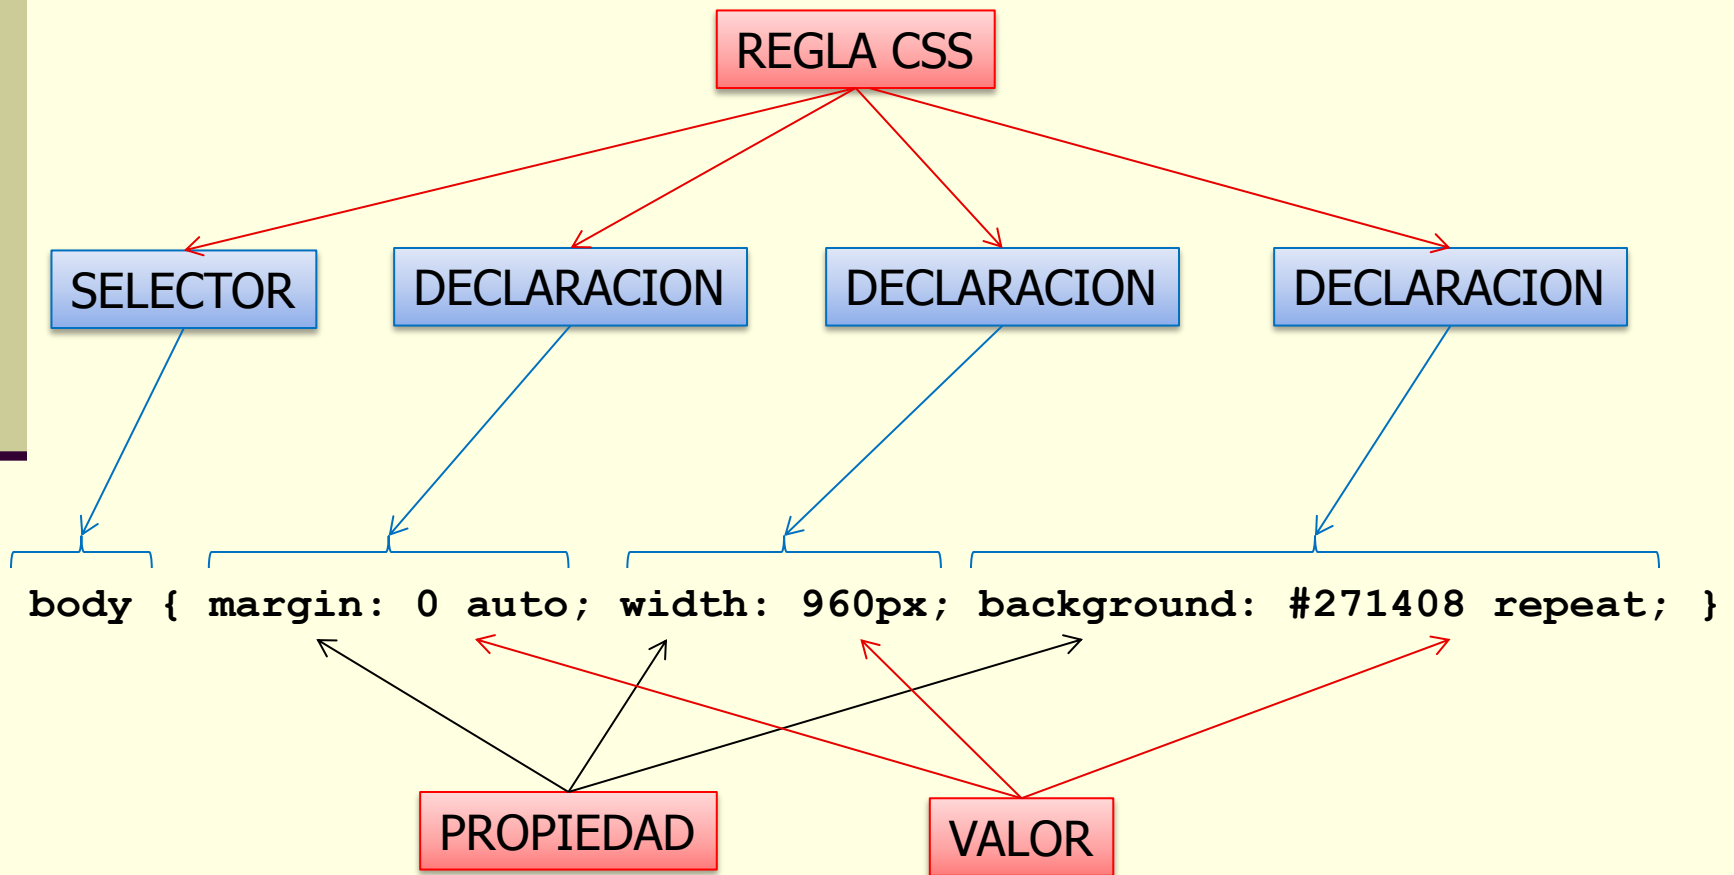 REGLA CSS
SELECTOR DECLARACION DECLARACION DECLARACION
body { margin: 0 auto; width: 960px; background: #271408 repeat; }
PROPIEDAD VALOR